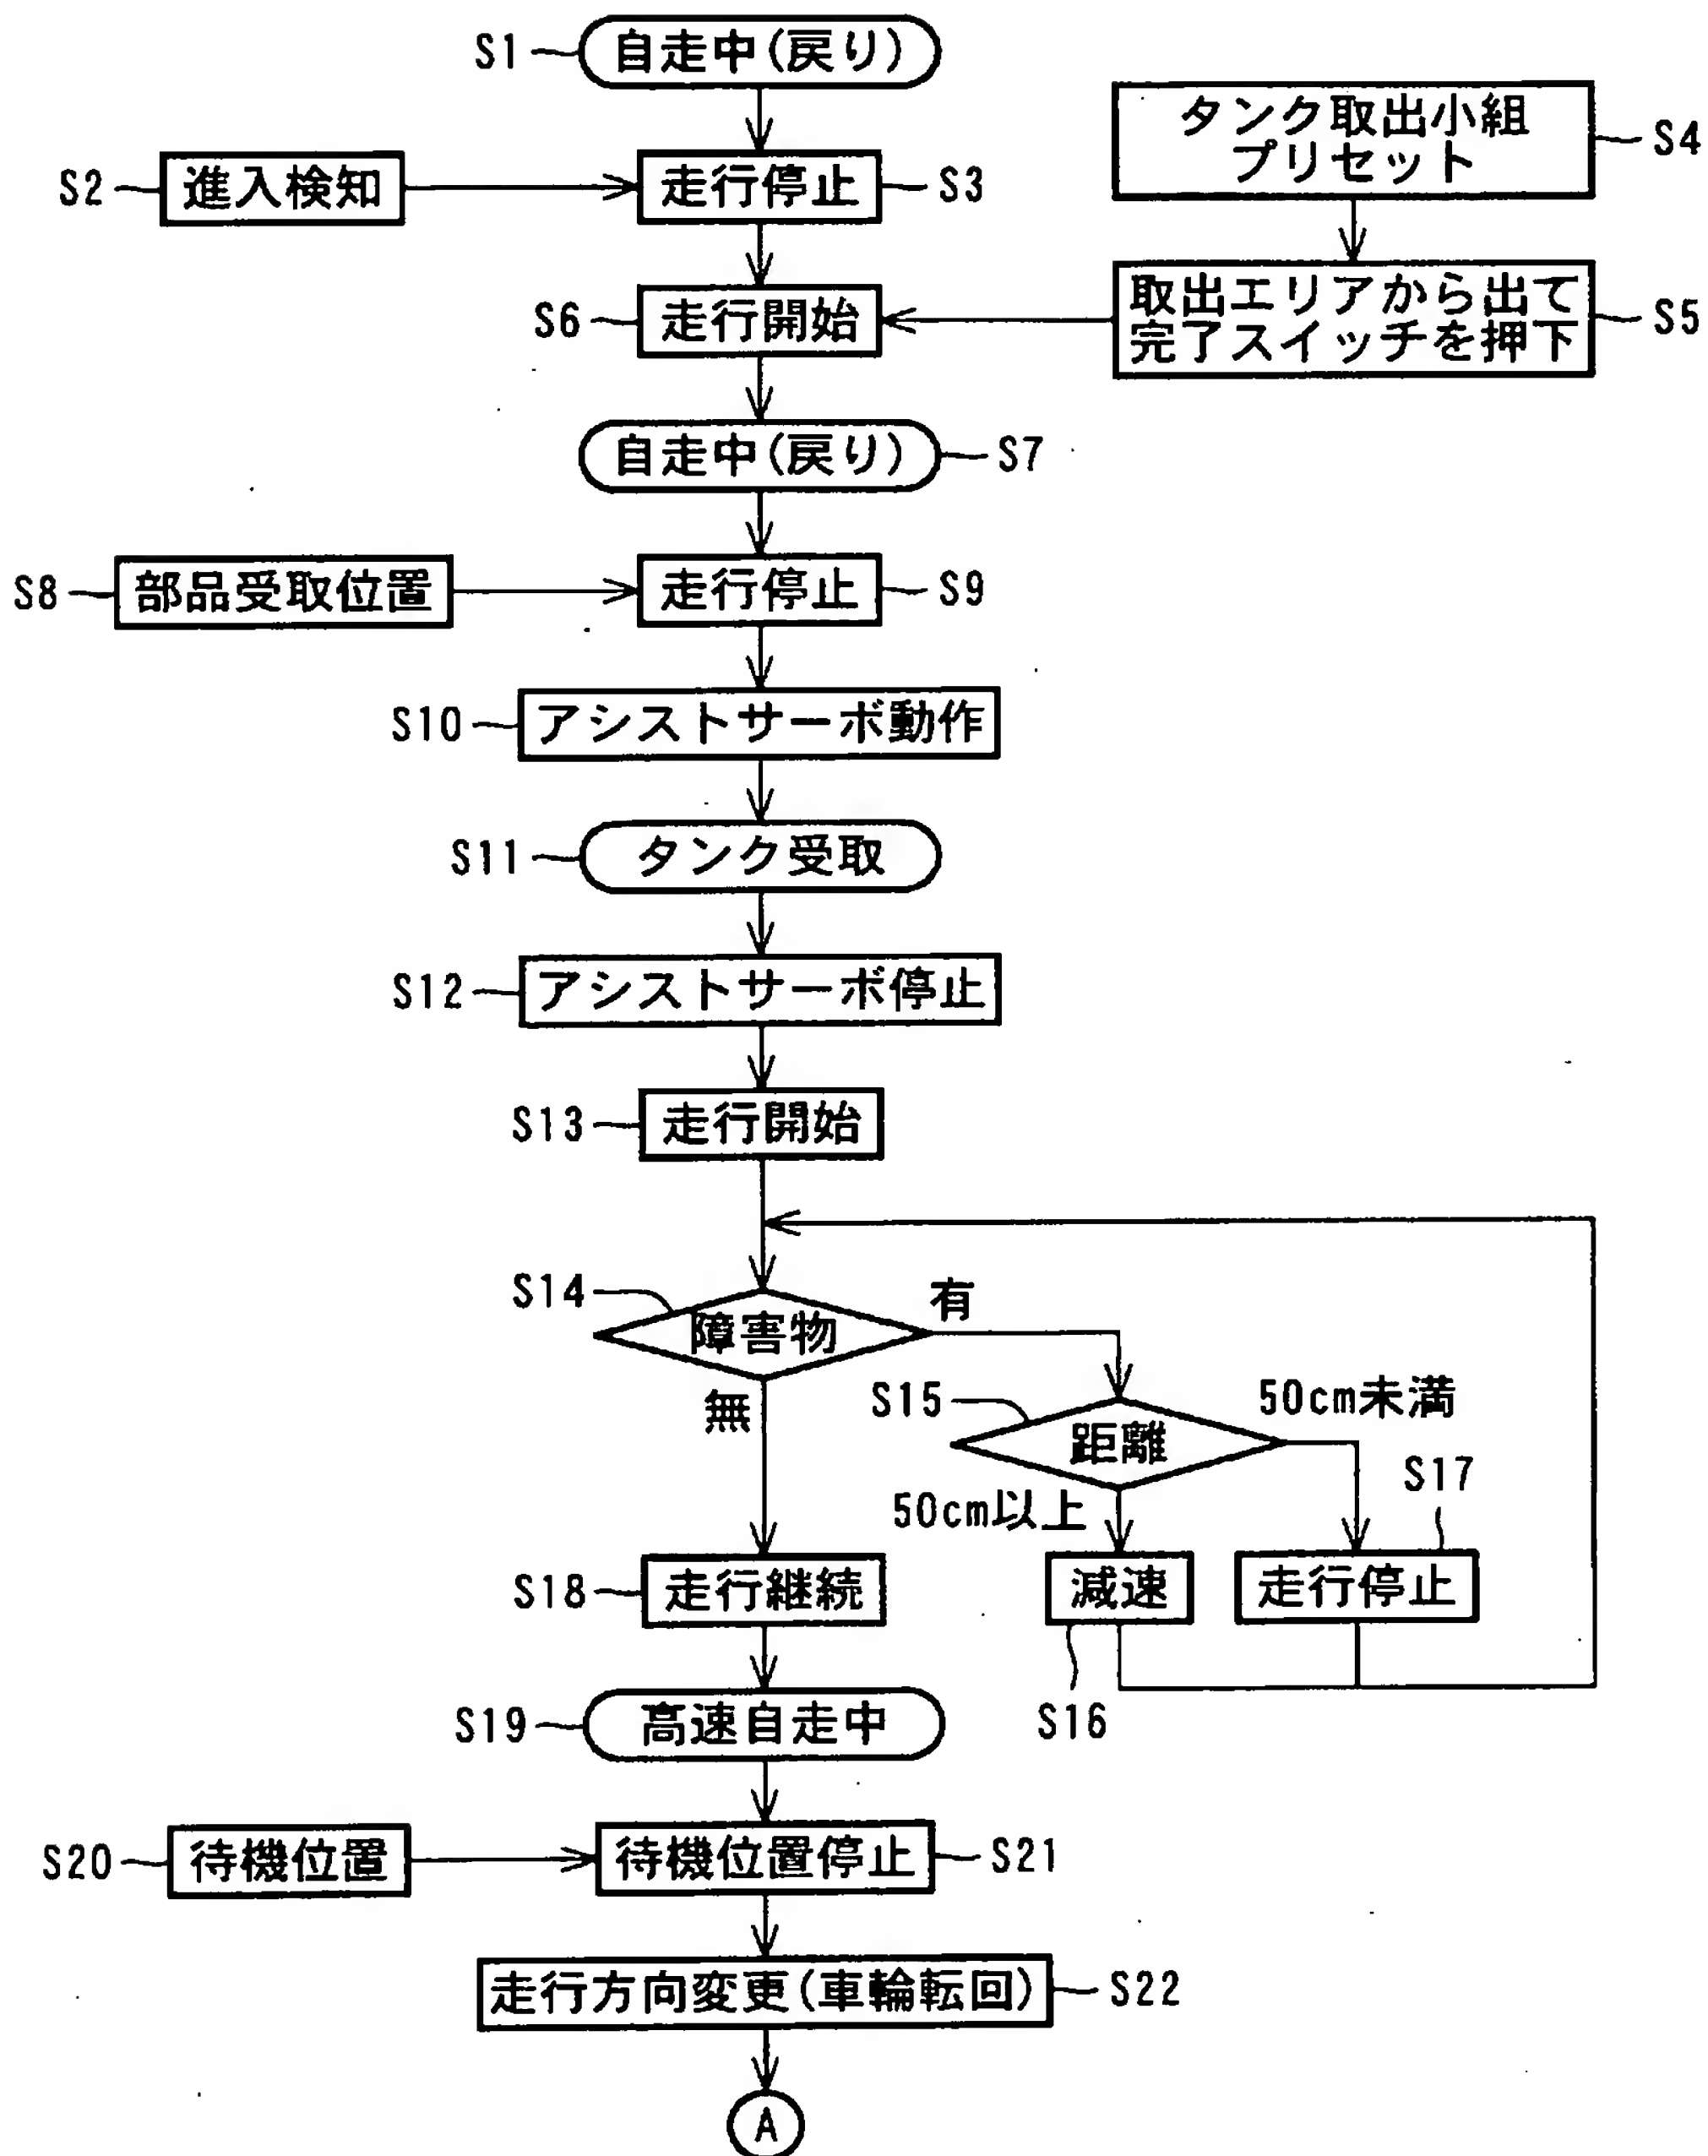 S1
自走中(戻り)
タンク取出小組
プリセット
S4
S2
進入検知
走行停止
S3
S6
走行開始
取出エリアから出て
完了スイッチを押下
S5
自走中(戻り)
S7
S8
部品受取位置
走行停止
S9
S10
アシストサーボ動作
S11
タンク受取
S12
アシストサーボ停止
S13
走行開始
S14
障害物
有
無
S15
距離
50cm未満
50cm以上
S17
S18
走行継続
減速
走行停止
S16
S19
高速自走中
S20
待機位置
待機位置停止
S21
走行方向変更(車輪転回)
S22
A